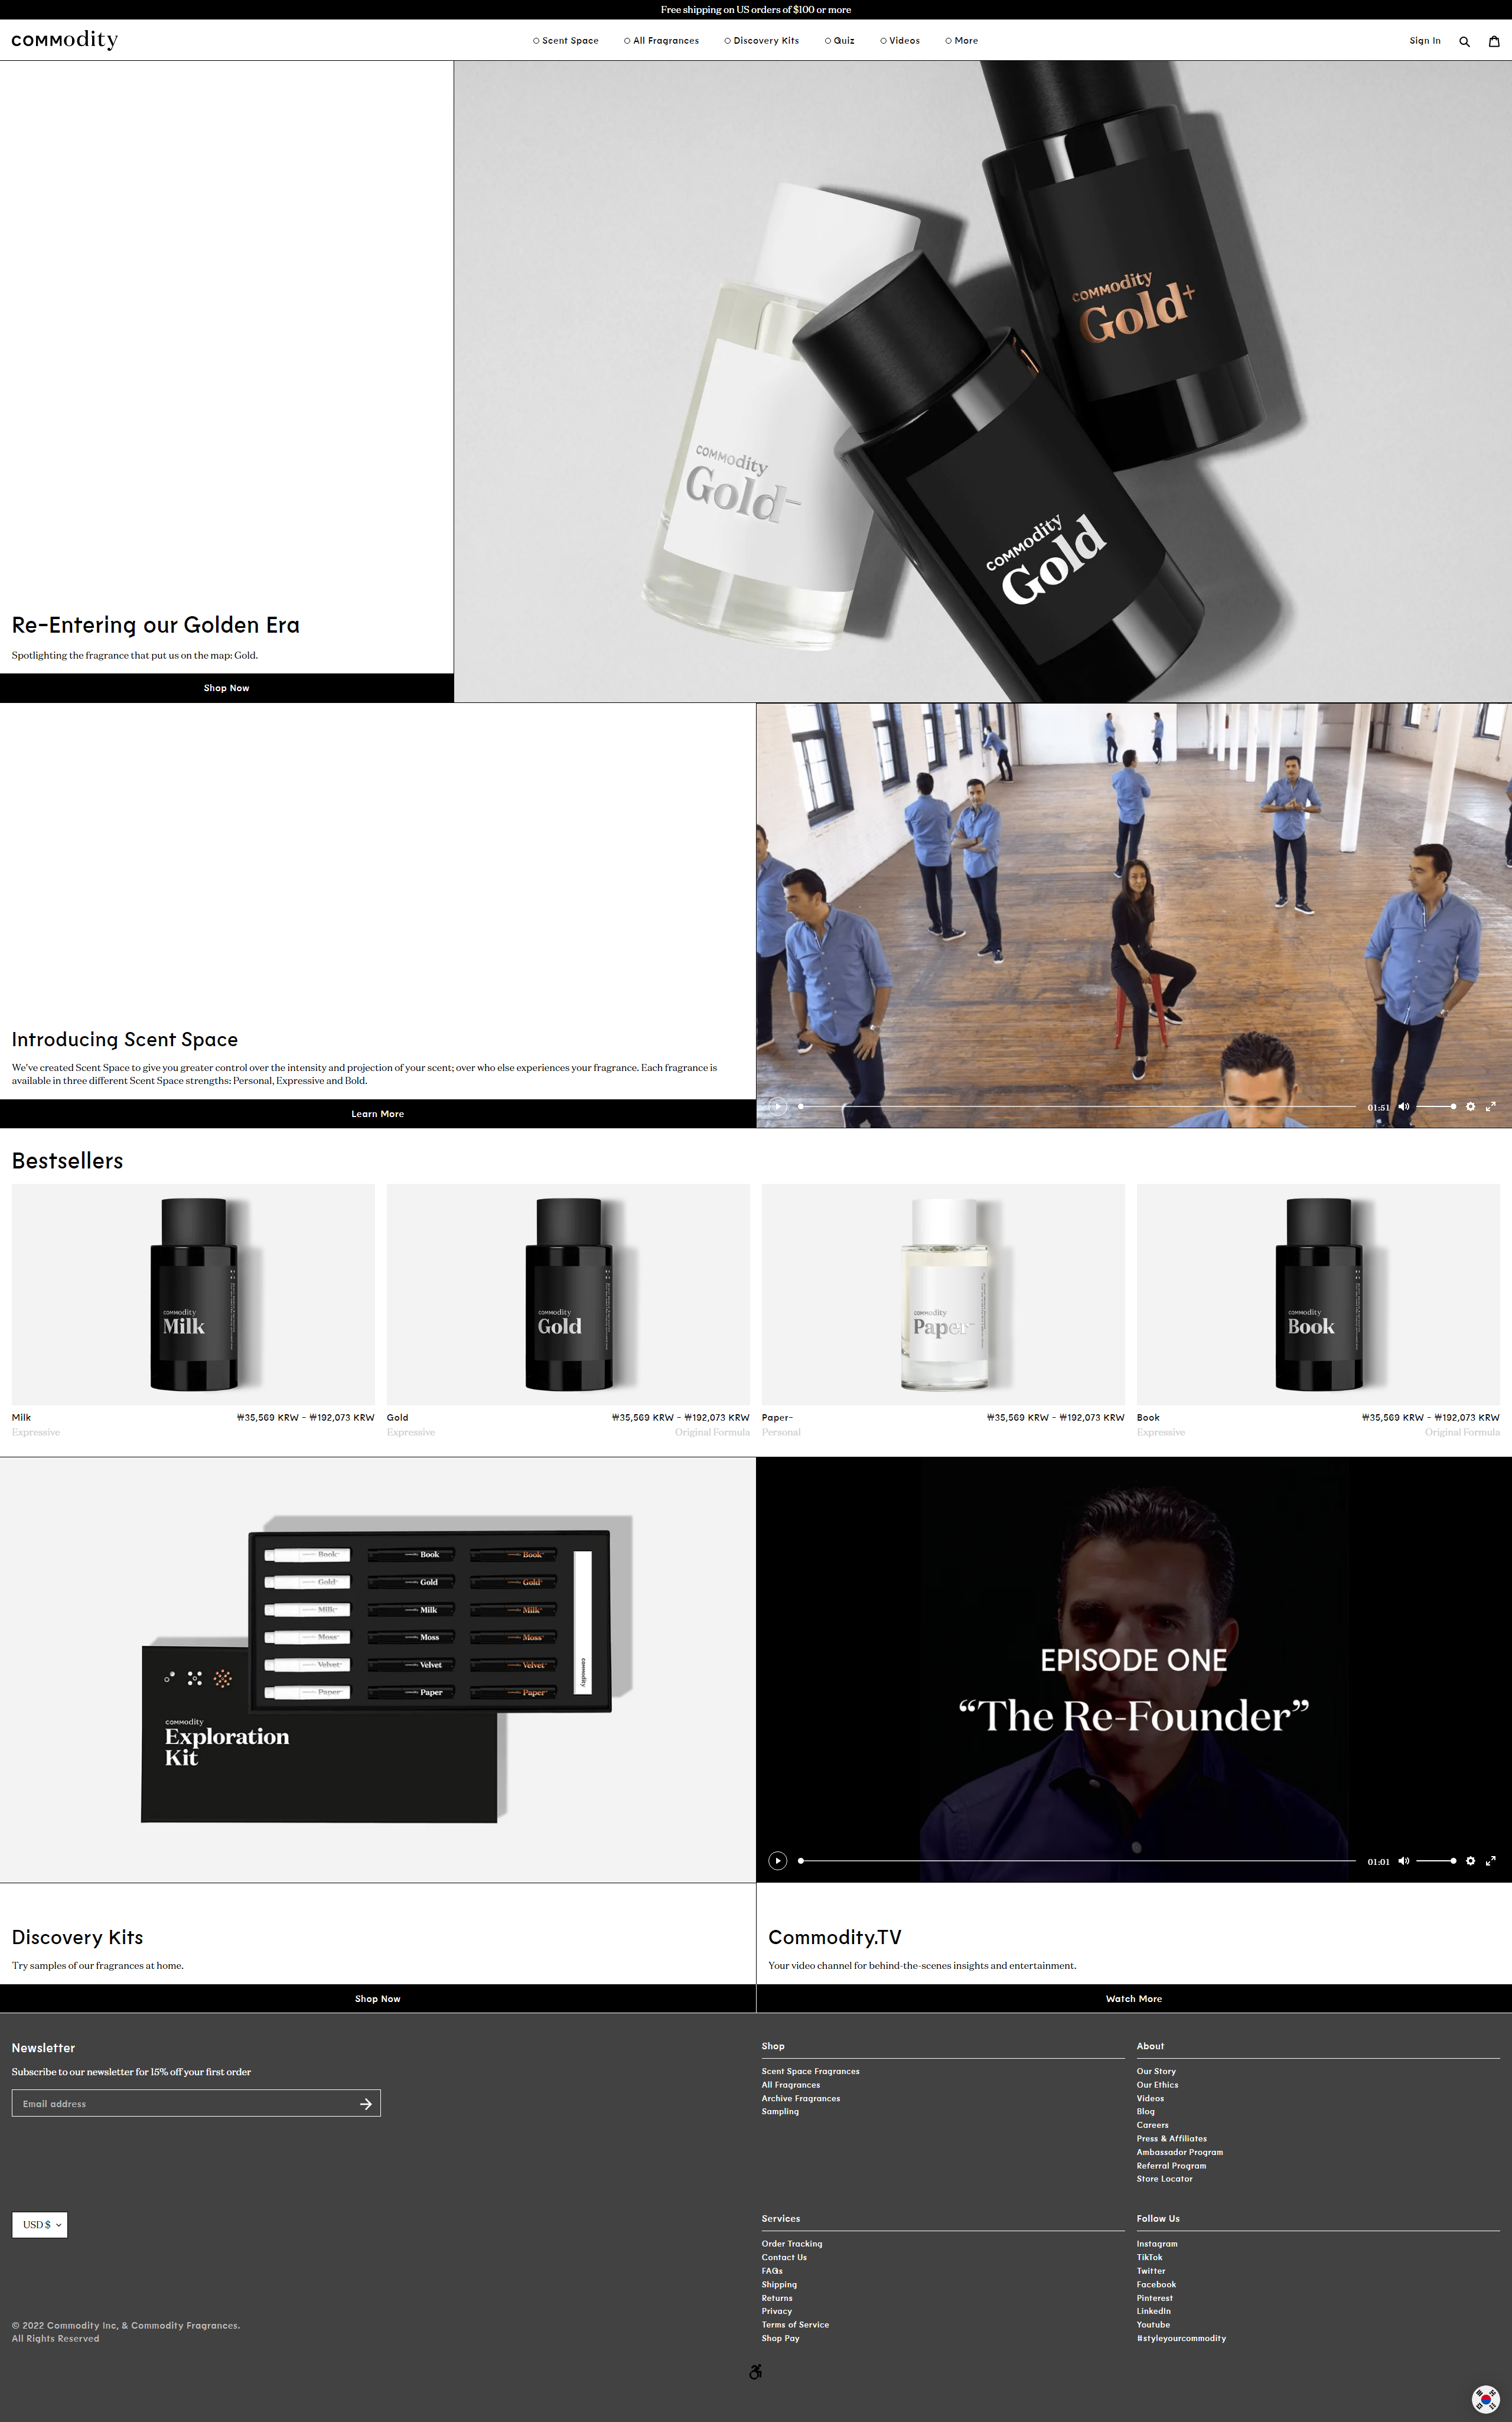 Free shipping on US orders of $100 or more
COMMOdity
Scent Space
All Fragrances
Discovery Kits
Quiz
Videos
More
Sign In
COMMOdity
Gold+
COMMOdity
Gold-
COMMOdity
Gold
Re-Entering our Golden Era
Spotlighting the fragrance that put us on the map: Gold.
Shop Now
Introducing Scent Space
We've created Scent Space to give you greater control over the intensity and projection of your scent; over who else experiences your fragrance. Each fragrance is
available in three different Scent Space strengths: Personal, Expressive and Bold.
Learn More
01:51
Bestsellers
COMMOdity
Milk
COMMOdity
Gold
COMMOdity
Paper-
COMMOdity
Book
Milk
₩35,569 KRW - ₩192,073 KRW
Expressive
Gold
₩35,569 KRW - ₩192,073 KRW
Expressive
Original Formula
Paper-
₩35,569 KRW - ₩192,073 KRW
Personal
Book
₩35,569 KRW - ₩192,073 KRW
Expressive
Original Formula
Book-
Book
Book+
Gold-
Gold
Gold+
Milk-
Milk
Milk+
Moss-
Moss
Moss+
Velvet-
Velvet
Velvet+
Paper-
Paper
Paper+
COMMOdity
COMMOdity
Exploration
Kit
EPISODE ONE
“The Re-Founder”
01:01
Discovery Kits
Try samples of our fragrances at home.
Shop Now
Commodity.TV
Your video channel for behind-the-scenes insights and entertainment.
Watch More
Newsletter
Subscribe to our newsletter for 15% off your first order
Email address
USD $
© 2022 Commodity Inc, & Commodity Fragrances.
All Rights Reserved
Shop
Scent Space Fragrances
All Fragrances
Archive Fragrances
Sampling
About
Our Story
Our Ethics
Videos
Blog
Careers
Press & Affiliates
Ambassador Program
Referral Program
Store Locator
Services
Order Tracking
Contact Us
FAQs
Shipping
Returns
Privacy
Terms of Service
Shop Pay
Follow Us
Instagram
TikTok
Twitter
Facebook
Pinterest
LinkedIn
Youtube
#styleyourcommodity